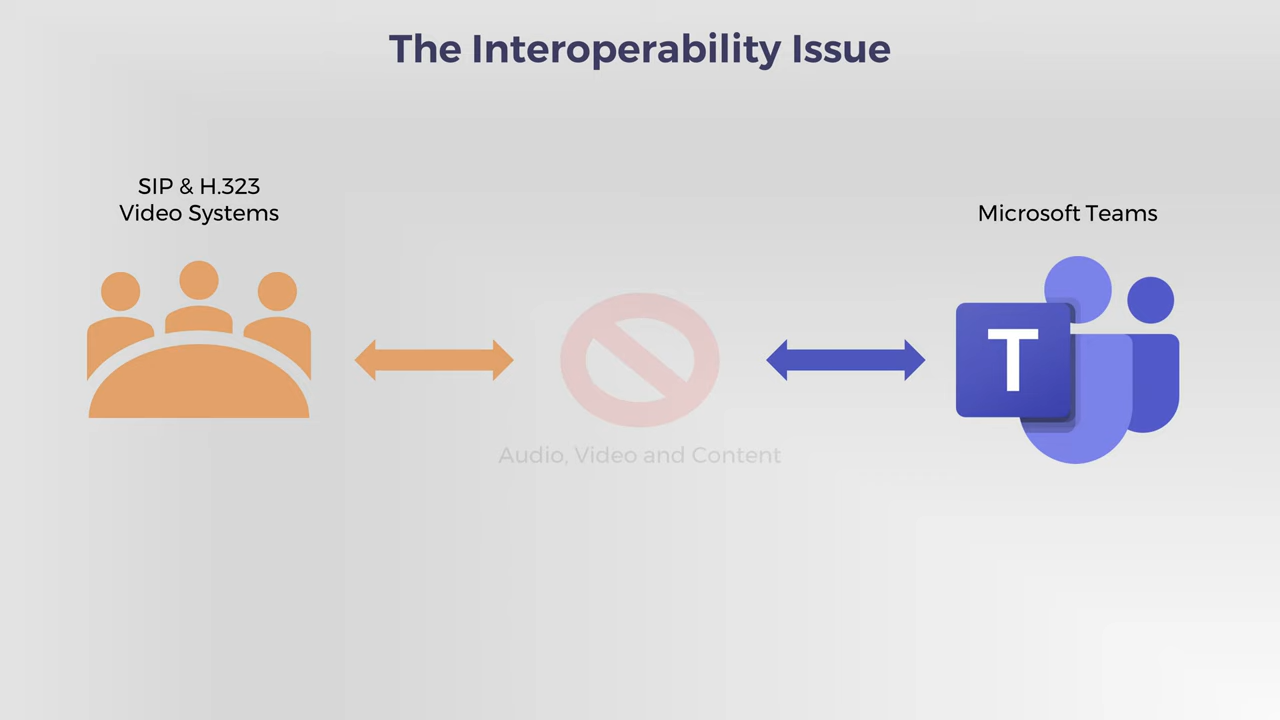 The Interoperability Issue
SIP & H.323
Video Systems
Microsoft Teams
T
Audio, Video and Content